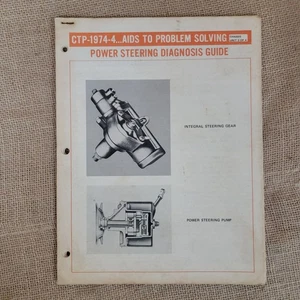 CTP-1974-4...AIDS TO PROBLEM SOLVING
POWER STEERING DIAGNOSIS GUIDE
INTEGRAL STEERING GEAR
POWER STEERING PUMP